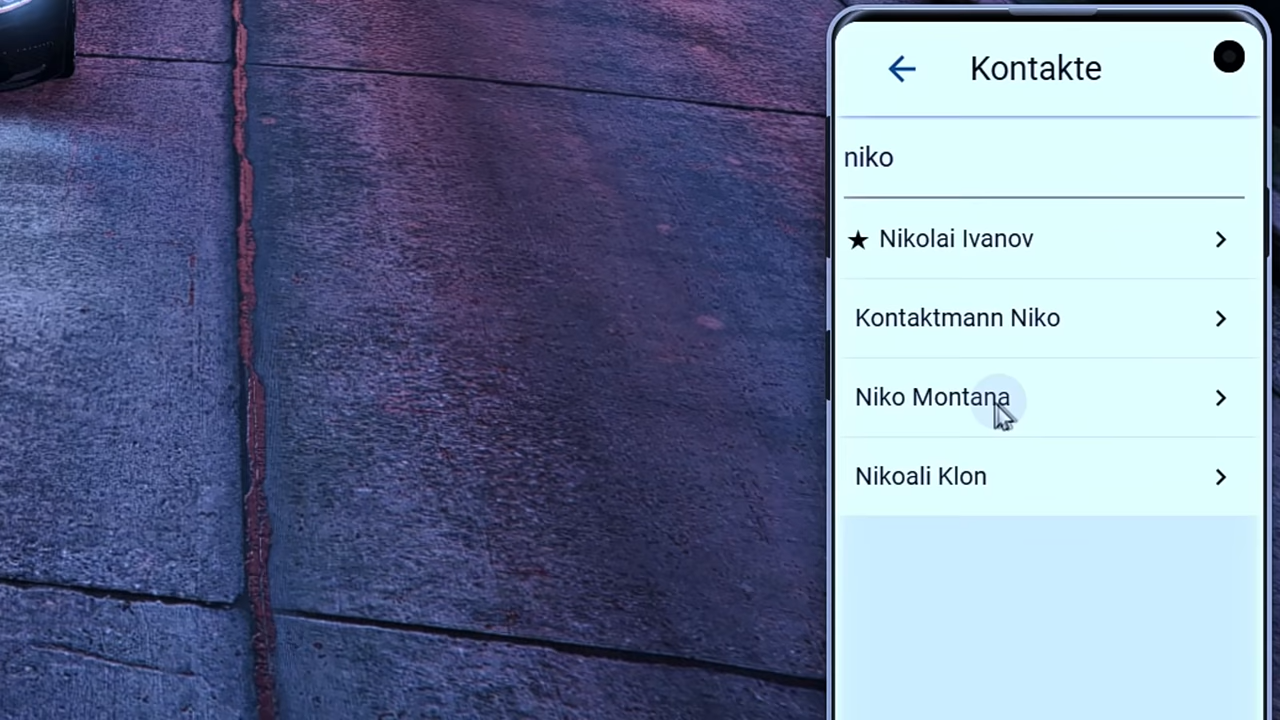 Kontakte
niko
★ Nikolai Ivanov
Kontaktmann Niko
Niko Montana
Nikoali Klon